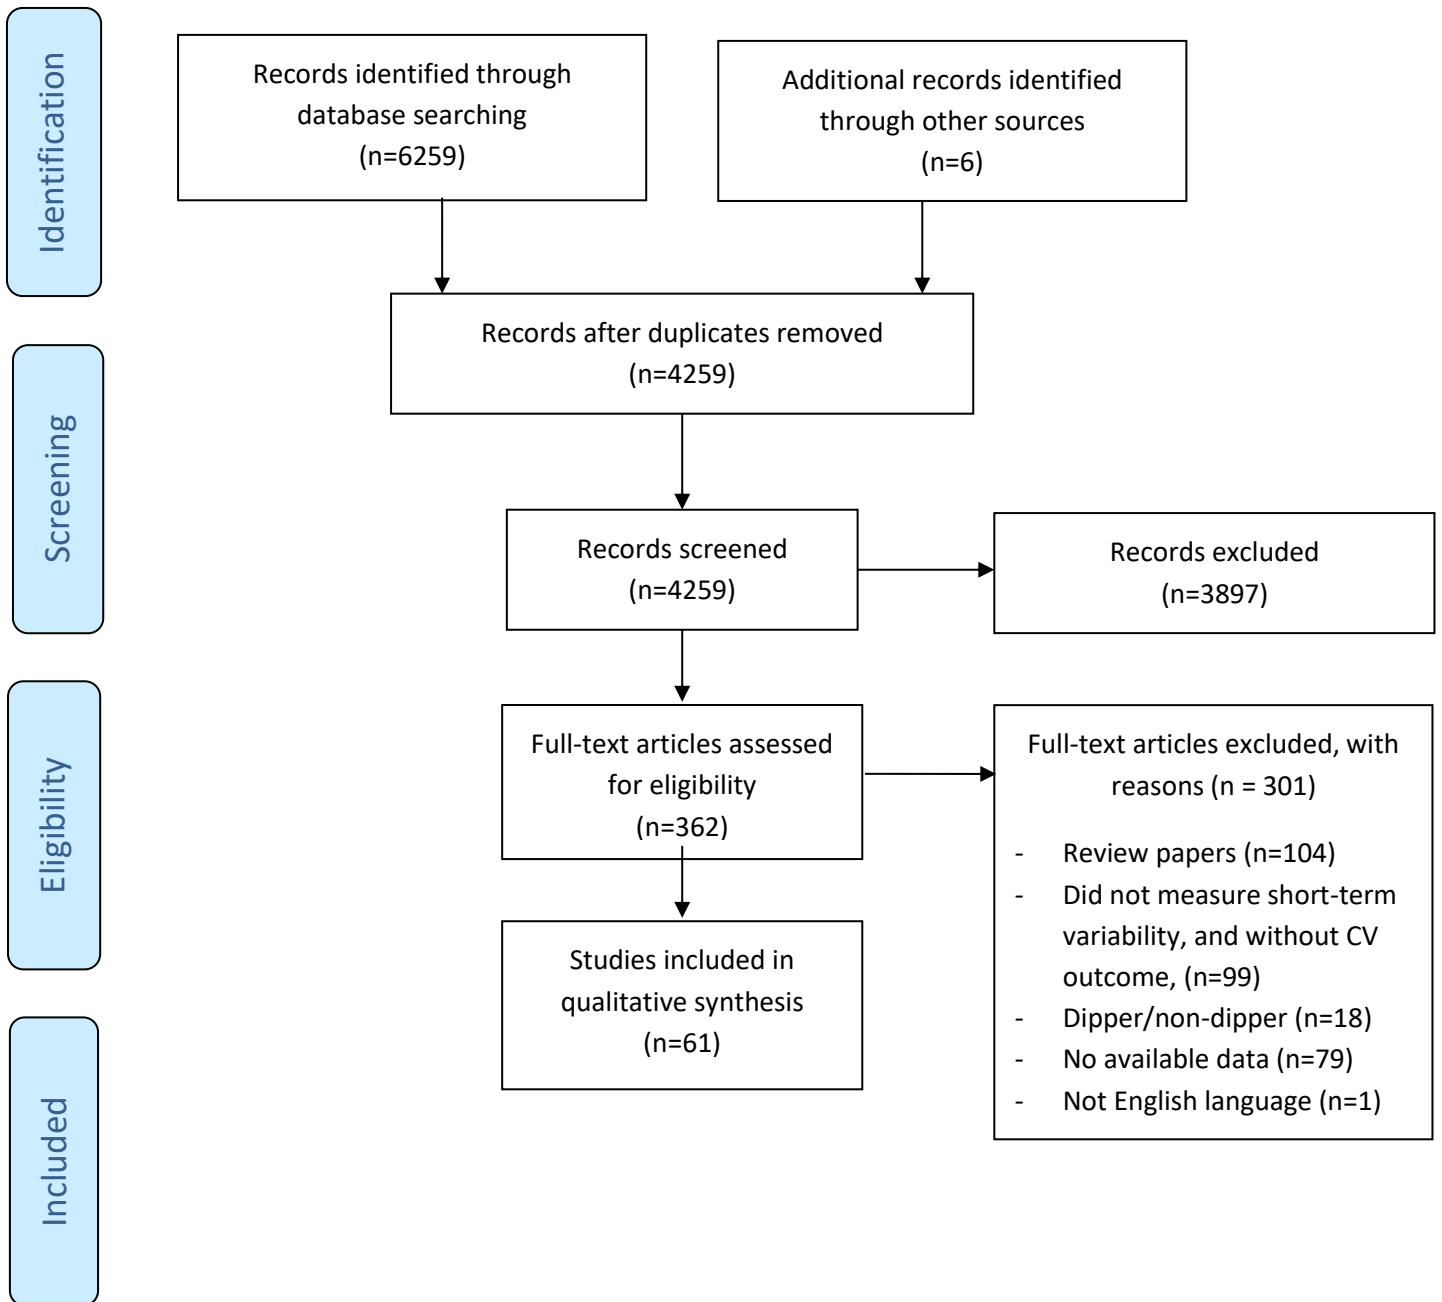 Identification
Records identified through
database searching
(n=6259)
Additional records identified
through other sources
(n=6)
Records after duplicates removed
(n=4259)
Screening
Records screened
(n=4259)
Records excluded
(n=3897)
Eligibility
Full-text articles assessed
for eligibility
(n=362)
Full-text articles excluded, with
reasons (n = 301)
- Review papers (n=104)
- Did not measure short-term
variability, and without CV
outcome, (n=99)
- Dipper/non-dipper (n=18)
- No available data (n=79)
- Not English language (n=1)
Studies included in
qualitative synthesis
(n=61)
Included